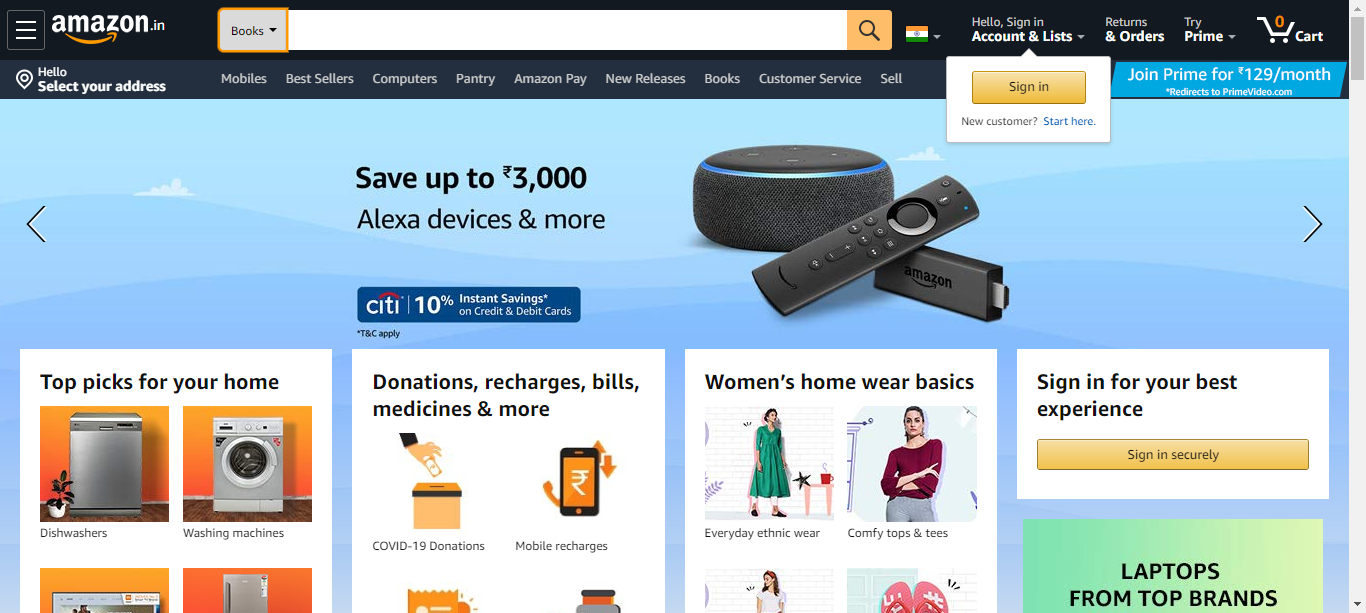 amazon.in
Books
Hello, Sign in
Account & Lists
Returns
& Orders
Try
Prime
0
Cart
Hello
Select your address
Mobiles
Best Sellers
Computers
Pantry
Amazon Pay
New Releases
Books
Customer Service
Sell
Join Prime for ₹129/month
*Redirects to PrimeVideo.com
Sign in
New customer? Start here.
Save up to ₹3,000
Alexa devices & more
citi
10%
Instant Savings*
on Credit & Debit Cards
*T&C apply
amazon
Top picks for your home
Dishwashers
Washing machines
Donations, recharges, bills,
medicines & more
₹
COVID-19 Donations
Mobile recharges
Women's home wear basics
Everyday ethnic wear
Comfy tops & tees
Sign in for your best
experience
Sign in securely
LAPTOPS
FROM TOP BRANDS